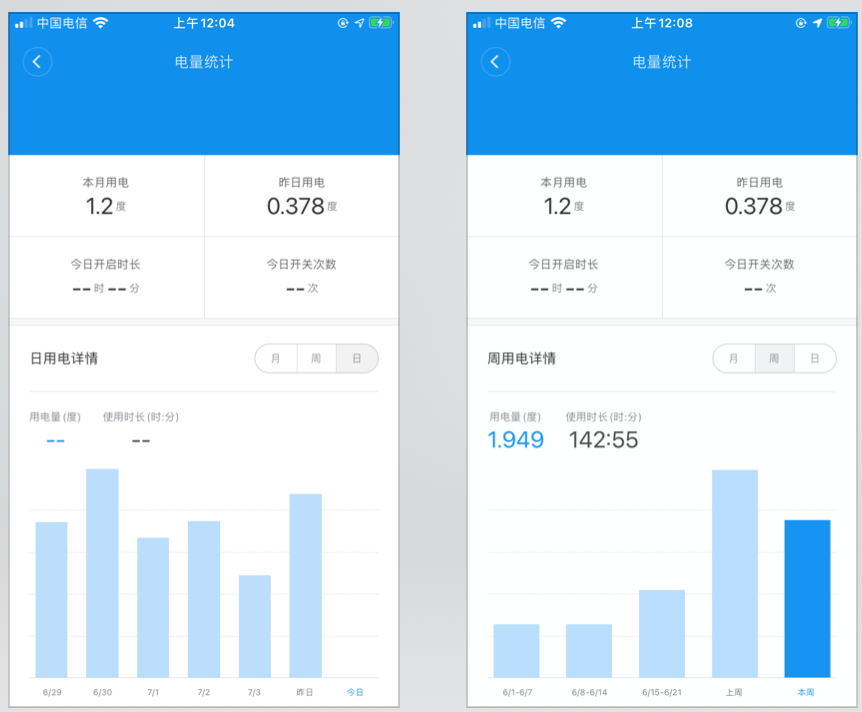 中国电信 上午12:04
电量统计
本月用电 昨日用电
1.2度 0.378度
今日开启时长 今日开关次数
--时--分 --次
日用电详情 月 周 日
用电量(度) 使用时长(时:分)
-- --
6/29 6/30 7/1 7/2 7/3 昨日 今日
中国电信 上午12:08
电量统计
本月用电 昨日用电
1.2度 0.378度
今日开启时长 今日开关次数
--时--分 --次
周用电详情 月 周 日
用电量(度) 使用时长(时:分)
1.949 142:55
6/1-6/7 6/8-6/14 6/15-6/21 上周 本周